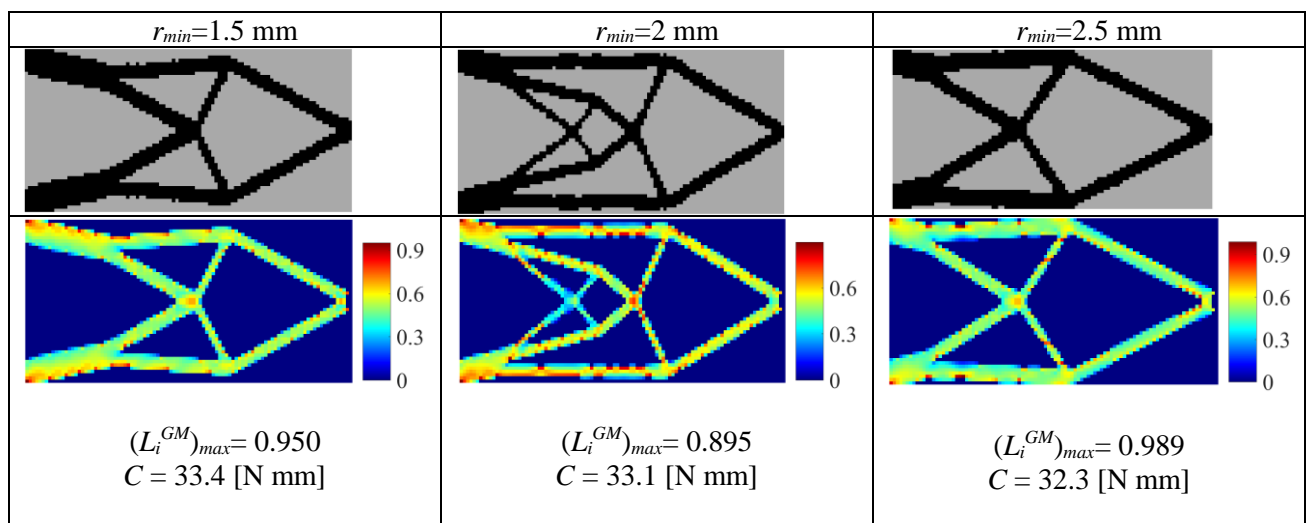 r_min=1.5 mm
r_min=2 mm
r_min=2.5 mm
0.9
0.6
0.3
0
0.6
0.3
0
0.9
0.6
0.3
0
(L_i^GM)_max= 0.950
C = 33.4 [N mm]
(L_i^GM)_max= 0.895
C = 33.1 [N mm]
(L_i^GM)_max= 0.989
C = 32.3 [N mm]